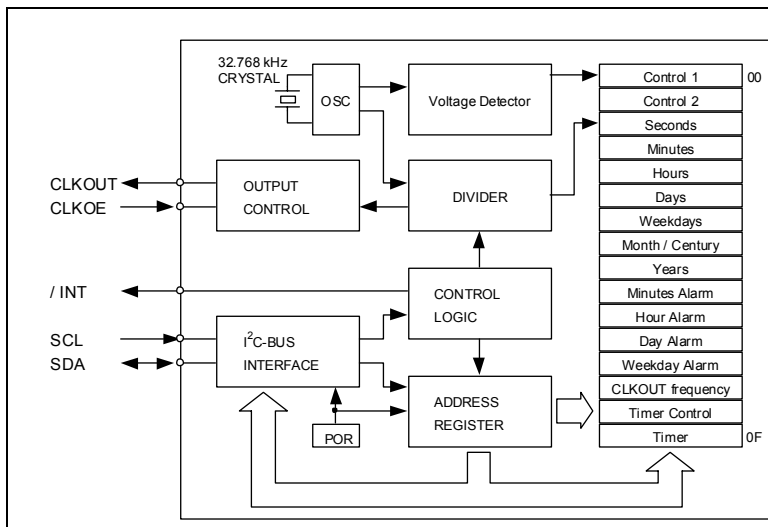 32.768 kHz
CRYSTAL
OSC
Voltage Detector
Control 1
00
Control 2
Seconds
Minutes
Hours
Days
Weekdays
Month / Century
Years
Minutes Alarm
Hour Alarm
Day Alarm
Weekday Alarm
CLKOUT frequency
Timer Control
Timer
0F
CLKOUT
CLKOE
OUTPUT
CONTROL
DIVIDER
/ INT
CONTROL
LOGIC
SCL
SDA
I²C-BUS
INTERFACE
ADDRESS
REGISTER
POR